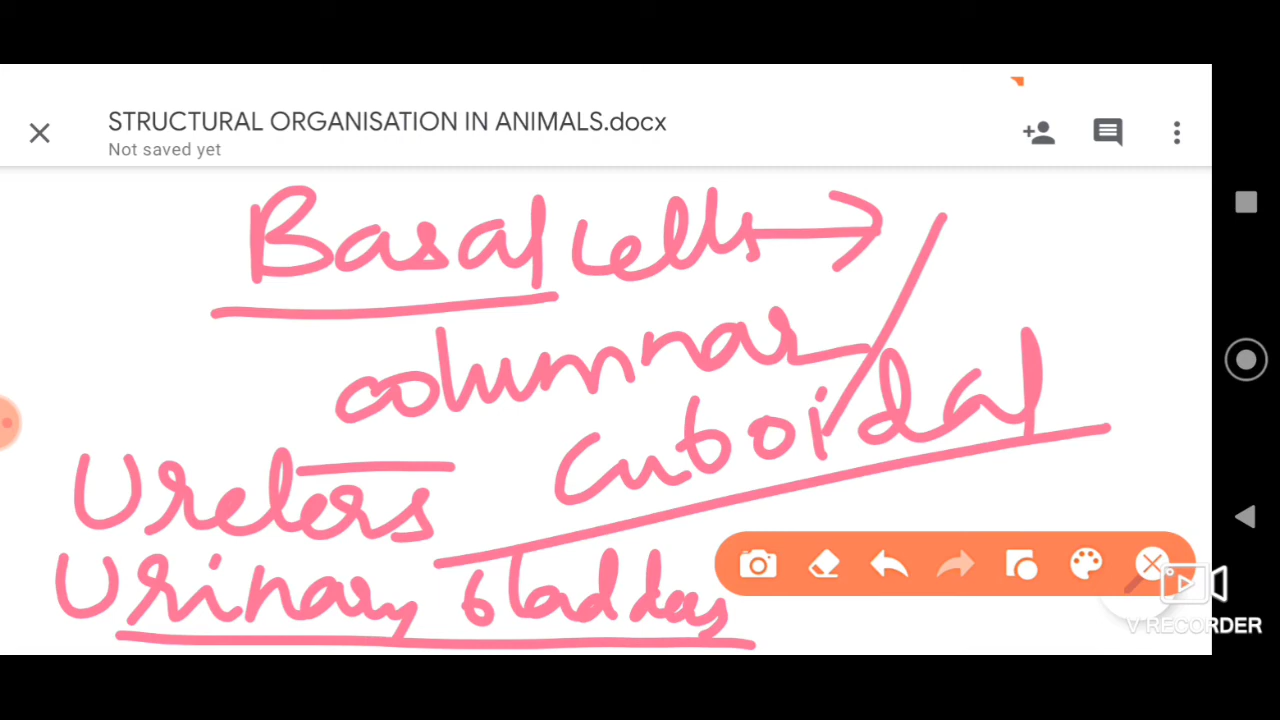 STRUCTURAL ORGANISATION IN ANIMALS.docx
Not saved yet
Basal cells →
columnar /
cuboidal
Ureters
Urinary bladder
V RECORDER